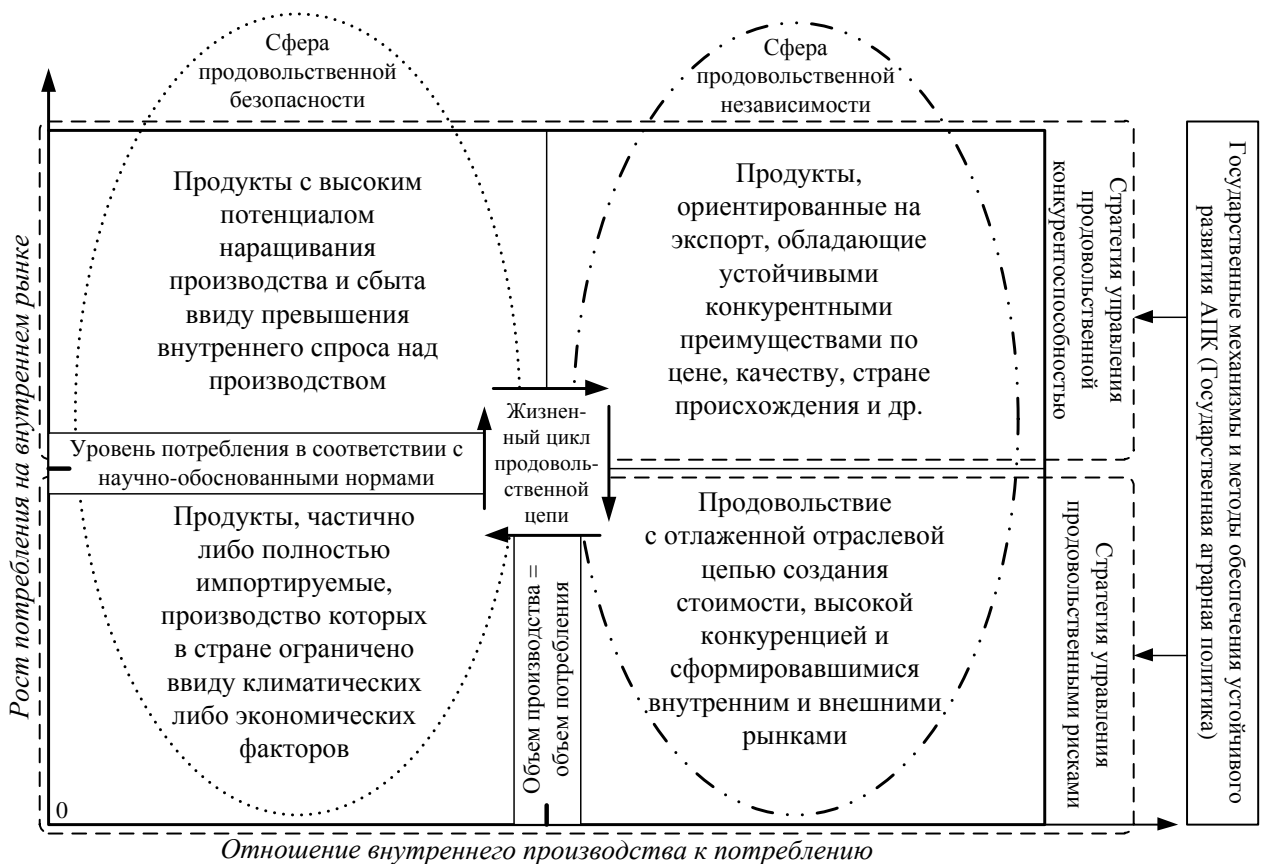 Сфера
продовольственной
безопасности
Сфера
продовольственной
независимости
Продукты с высоким
потенциалом
наращивания
производства и сбыта
ввиду превышения
внутреннего спроса над
производством
Продукты,
ориентированные на
экспорт, обладающие
устойчивыми
конкурентными
преимуществами по
цене, качеству, стране
происхождения и др.
Уровень потребления в соответствии с
научно-обоснованными нормами
Жизнен-
ный цикл
продоволь-
ственной
цепи
Продукты, частично
либо полностью
импортируемые,
производство которых
в стране ограничено
ввиду климатических
либо экономических
факторов
Объем производства =
объем потребления
Продовольствие
с отлаженной отраслевой
цепью создания
стоимости, высокой
конкуренцией и
сформировавшимися
внутренним и внешними
рынками
Стратегия управления
продовольственной
конкурентоспособностью
Стратегия управления
продовольственными рисками
Государственные механизмы и методы обеспечения устойчивого
развития АПК (Государственная аграрная политика)
Рост потребления на внутреннем рынке
0
Отношение внутреннего производства к потреблению